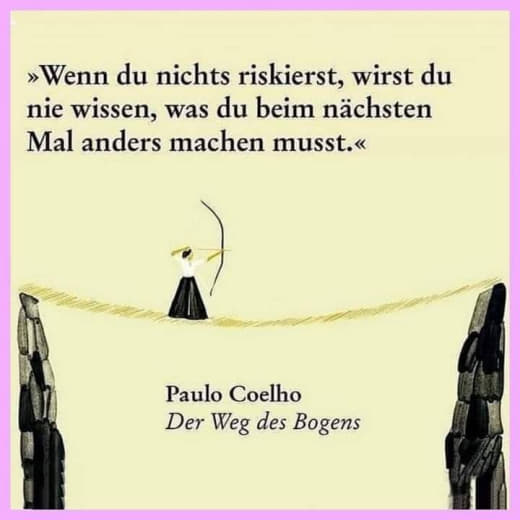 »Wenn du nichts riskierst, wirst du
nie wissen, was du beim nächsten
Mal anders machen musst.«
Paulo Coelho
Der Weg des Bogens